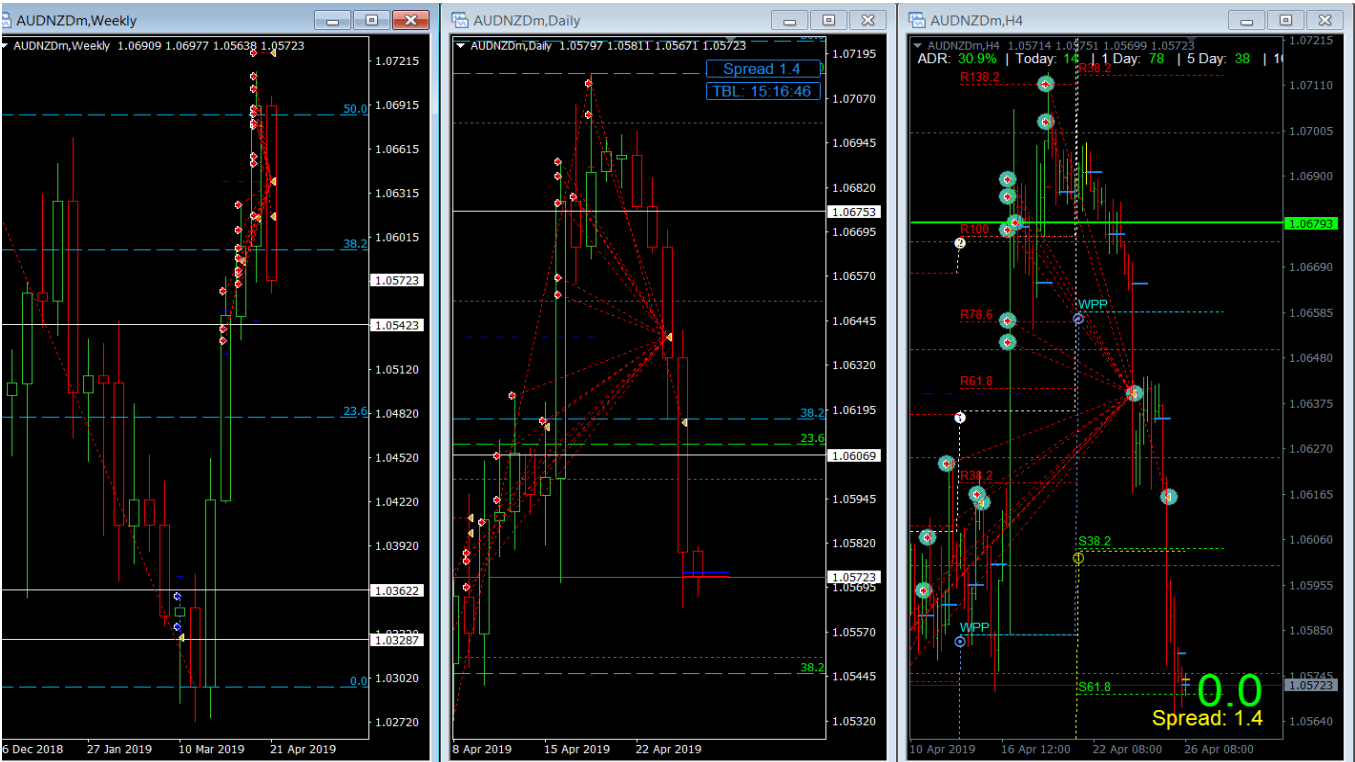 AUDNZDm,Weekly
AUDNZDm,Weekly 1.06909 1.06977 1.05638 1.05723
1.07215
1.06915
1.06615
1.06315
1.06015
1.05723
1.05423
1.05120
1.04820
1.04520
1.04220
1.03920
1.03622
1.03287
1.03020
1.02720
50.0
38.2
23.6
0.0
6 Dec 2018 27 Jan 2019 10 Mar 2019 21 Apr 2019
AUDNZDm,Daily
AUDNZDm,Daily 1.05797 1.05811 1.05671 1.05723
Spread 1.4
TBL: 15:16:46
1.07195
1.07070
1.06945
1.06820
1.06753
1.06695
1.06570
1.06445
1.06320
1.06195
1.06069
1.05945
1.05820
1.05723
1.05695
1.05570
1.05445
1.05320
38.2
23.6
38.2
8 Apr 2019 15 Apr 2019 22 Apr 2019
AUDNZDm,H4
AUDNZDm,H4 1.05714 1.05751 1.05699 1.05723
ADR: 30.9% | Today: 14 | 1 Day: 78 | 5 Day: 38 | 1
R138.2
R38.2
R100
R78.6
WPP
R61.8
R38.2
S38.2
WPP
S61.8
0.0
Spread: 1.4
1.07215
1.07110
1.07005
1.06900
1.06793
1.06690
1.06585
1.06480
1.06375
1.06270
1.06165
1.06060
1.05955
1.05850
1.05745
1.05723
1.05640
10 Apr 2019 16 Apr 12:00 22 Apr 08:00 26 Apr 08:00